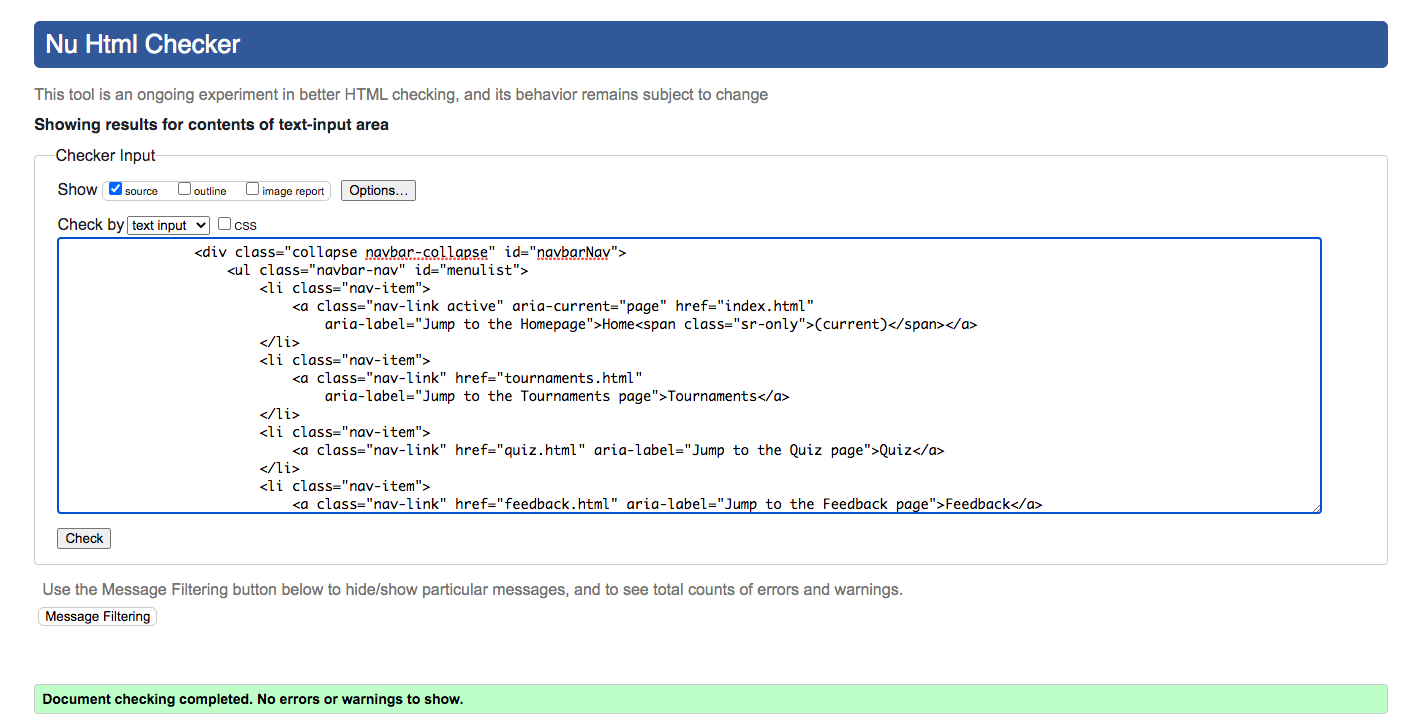 Nu Html Checker
This tool is an ongoing experiment in better HTML checking, and its behavior remains subject to change
Showing results for contents of text-input area
Checker Input
Show source outline image report Options...
Check by text input css
<div class="collapse navbar-collapse" id="navbarNav">
<ul class="navbar-nav" id="menulist">
<li class="nav-item">
<a class="nav-link active" aria-current="page" href="index.html"
aria-label="Jump to the Homepage">Home<span class="sr-only">(current)</span></a>
</li>
<li class="nav-item">
<a class="nav-link" href="tournaments.html"
aria-label="Jump to the Tournaments page">Tournaments</a>
</li>
<li class="nav-item">
<a class="nav-link" href="quiz.html" aria-label="Jump to the Quiz page">Quiz</a>
</li>
<li class="nav-item">
<a class="nav-link" href="feedback.html" aria-label="Jump to the Feedback page">Feedback</a>
Check
Use the Message Filtering button below to hide/show particular messages, and to see total counts of errors and warnings.
Message Filtering
Document checking completed. No errors or warnings to show.